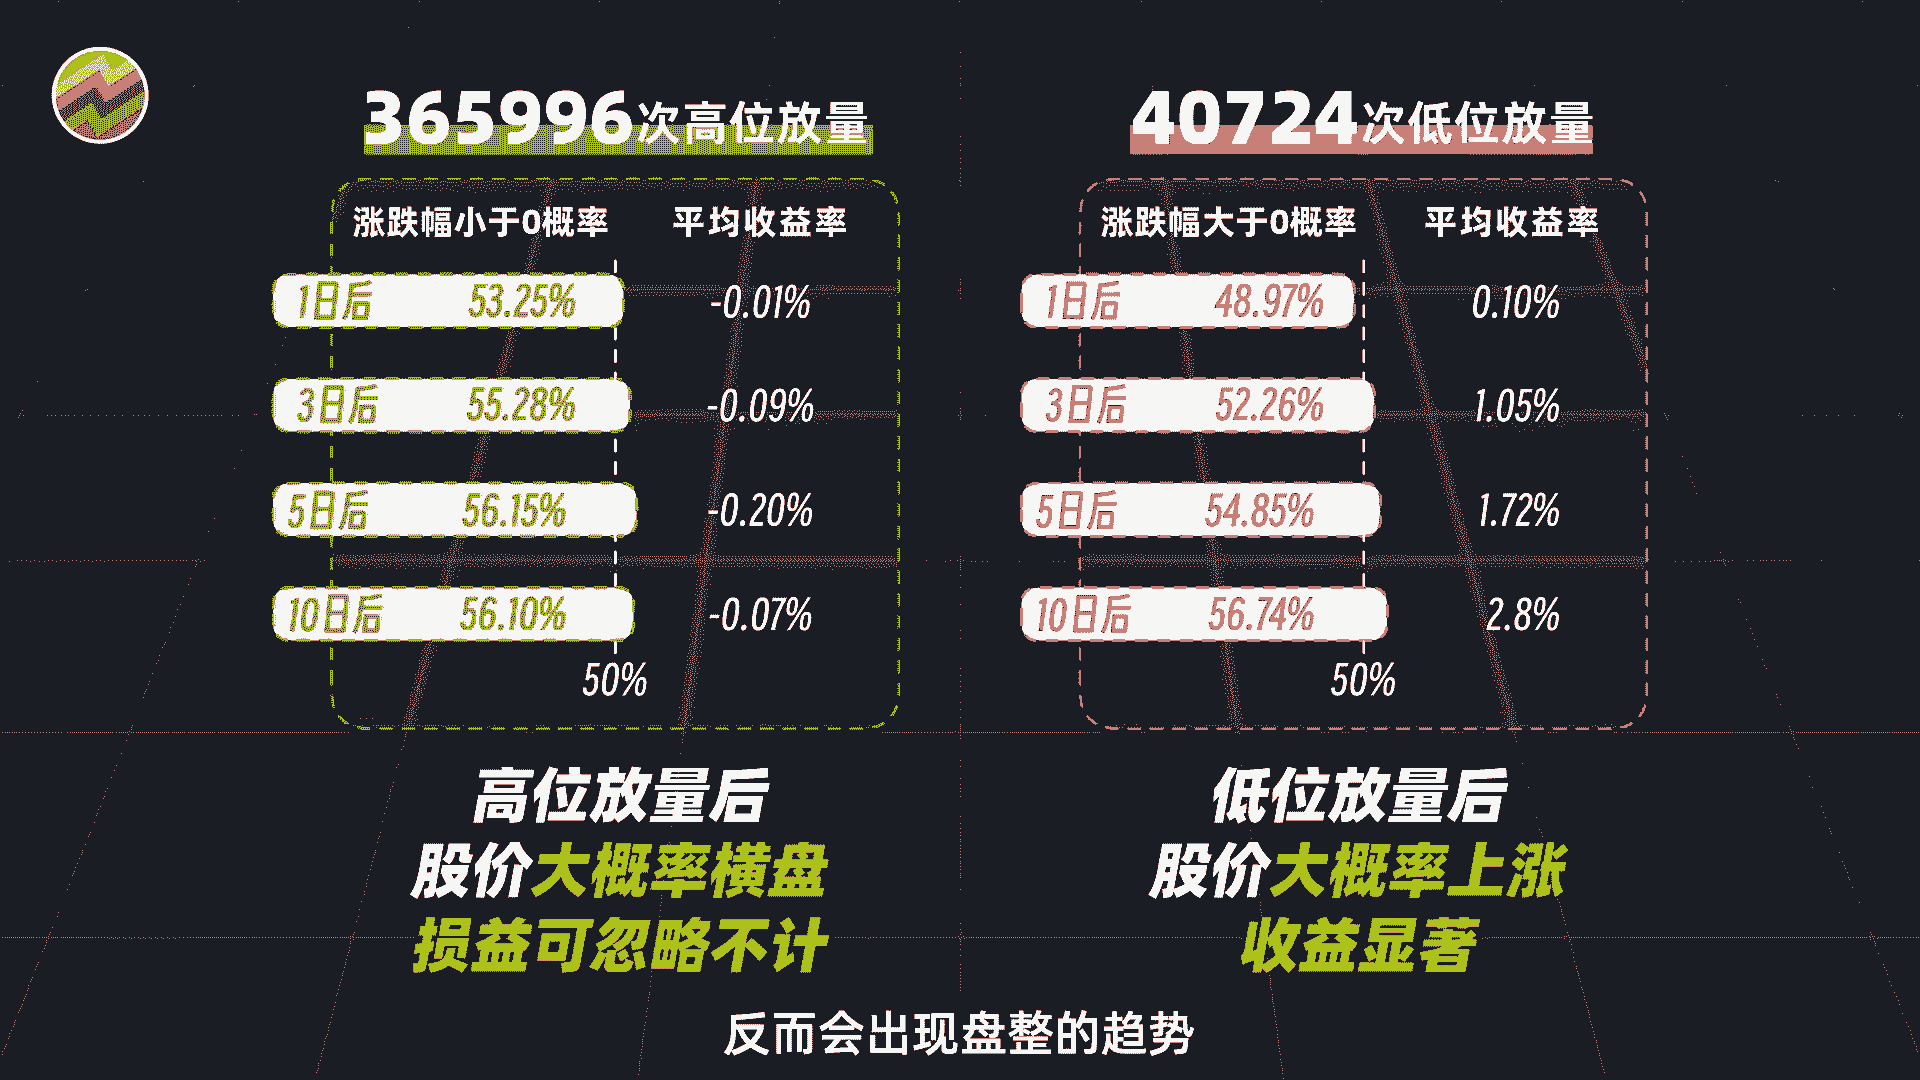 365996次高位放量
涨跌幅小于0概率 平均收益率
1日后 53.25% -0.01%
3日后 55.28% -0.09%
5日后 56.15% -0.20%
10日后 56.10% -0.07%
50%
高位放量后
股价大概率横盘
损益可忽略不计
40724次低位放量
涨跌幅大于0概率 平均收益率
1日后 48.97% 0.10%
3日后 52.26% 1.05%
5日后 54.85% 1.72%
10日后 56.74% 2.8%
50%
低位放量后
股价大概率上涨
收益显著
反而会出现盘整的趋势